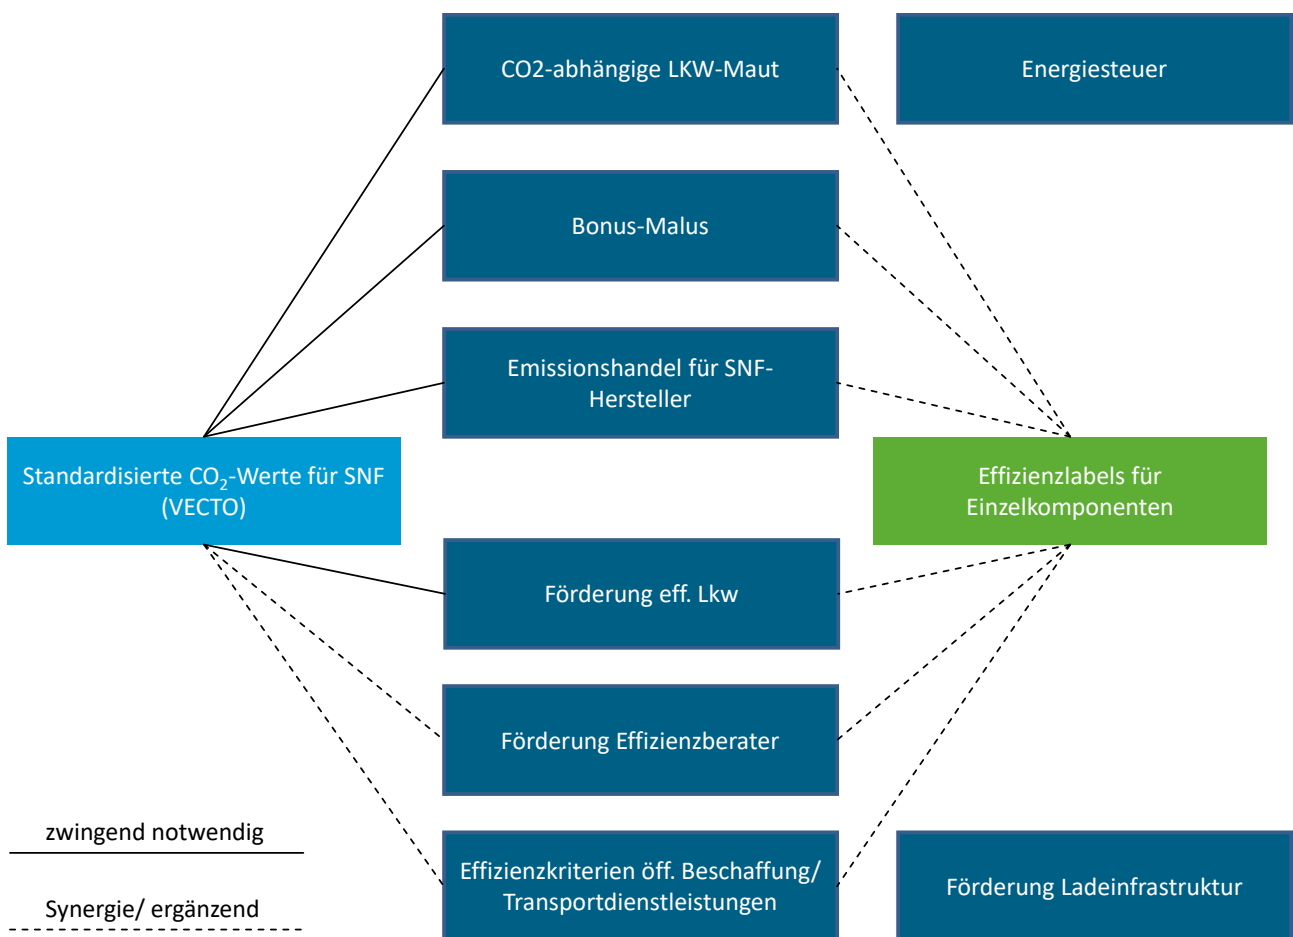 CO2-abhängige LKW-Maut
Energiesteuer
Bonus-Malus
Emissionshandel für SNF-
Hersteller
Standardisierte CO₂-Werte für SNF
(VECTO)
Effizienzlabels für
Einzelkomponenten
Förderung eff. Lkw
Förderung Effizienzberater
zwingend notwendig
Effizienzkriterien öff. Beschaffung/
Transportdienstleistungen
Förderung Ladeinfrastruktur
Synergie/ ergänzend